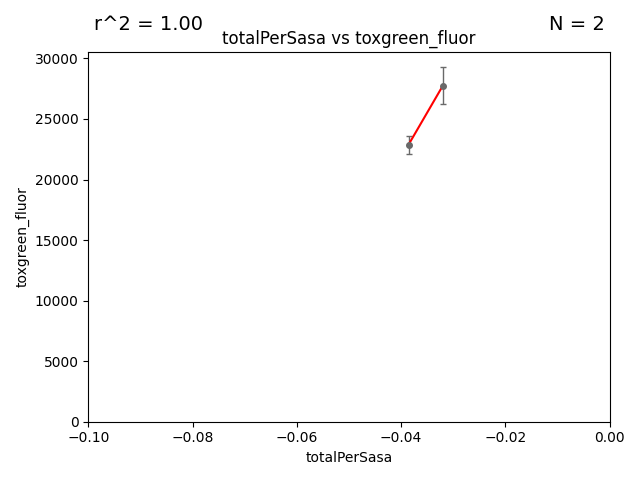 r^2 = 1.00
N = 2
totalPerSasa vs toxgreen_fluor
30000
25000
20000
15000
10000
5000
0
toxgreen_fluor
−0.10
−0.08
−0.06
−0.04
−0.02
0.00
totalPerSasa